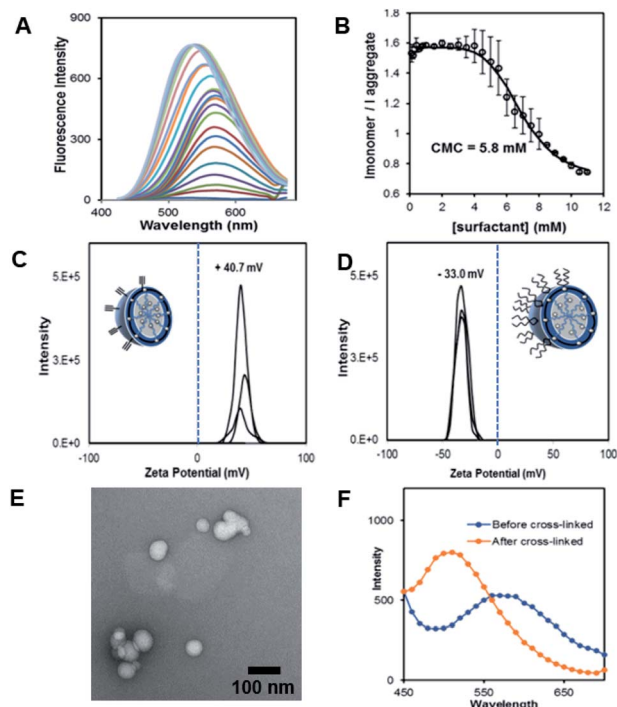 A
900
750
600
450
300
150
0
Fluorescence Intensity
400
500
600
Wavelength (nm)
B
1.8
1.6
1.4
1.2
1.0
0.8
0.6
Imonomer / I aggregate
CMC = 5.8 mM
0
2
4
6
8
10
12
[surfactant] (mM)
C
5.E+5
3.E+5
0.E+0
Intensity
+ 40.7 mV
-100
0
100
Zeta Potential (mV)
D
5.E+5
3.E+5
0.E+0
Intensity
- 33.0 mV
-100
-50
0
50
100
Zeta Potential (mV)
E
100 nm
F
1000
500
0
Intensity
Before cross-linked
After cross-linked
450
550
650
Wavelength